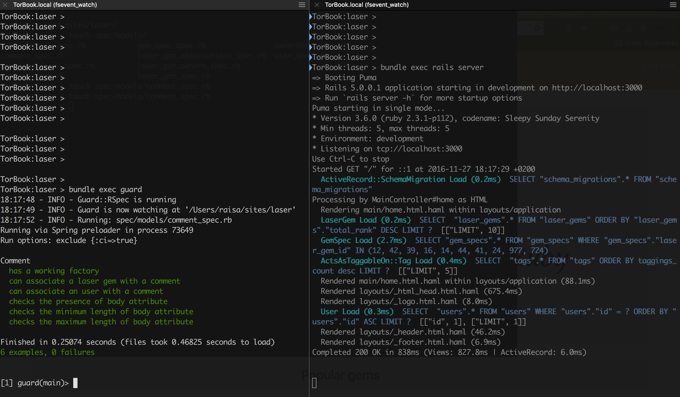 TorBook.local (fsevent_watch)
TorBook:laser >
TorBook:laser >
TorBook:laser >
TorBook:laser >
TorBook:laser >
TorBook:laser >
TorBook:laser >
TorBook:laser >
TorBook:laser >
TorBook:laser >
TorBook:laser >
TorBook:laser >
TorBook:laser >
TorBook:laser > bundle exec guard
18:17:48 - INFO - Guard::RSpec is running
18:17:49 - INFO - Guard is now watching at '/Users/raisa/sites/laser'
18:17:52 - INFO - Running: spec/models/comment_spec.rb
Running via Spring preloader in process 73649
Run options: exclude {:ci=>true}
Comment
has a working factory
can associate a laser gem with a comment
can associate an user with a comment
checks the presence of body attribute
checks the minimum length of body attribute
checks the maximum length of body attribute
Finished in 0.25074 seconds (files took 0.46825 seconds to load)
6 examples, 0 failures
[1] guard(main)>
TorBook.local (fsevent_watch)
TorBook:laser >
TorBook:laser >
TorBook:laser >
TorBook:laser >
TorBook:laser >
TorBook:laser > bundle exec rails server
=> Booting Puma
=> Rails 5.0.0.1 application starting in development on http://localhost:3000
=> Run `rails server -h` for more startup options
Puma starting in single mode...
* Version 3.6.0 (ruby 2.3.1-p112), codename: Sleepy Sunday Serenity
* Min threads: 5, max threads: 5
* Environment: development
* Listening on tcp://localhost:3000
Use Ctrl-C to stop
Started GET "/" for ::1 at 2016-11-27 18:17:29 +0200
ActiveRecord::SchemaMigration Load (0.2ms) SELECT "schema_migrations".* FROM "sche
ma_migrations"
Processing by MainController#home as HTML
Rendering main/home.html.haml within layouts/application
LaserGem Load (0.2ms) SELECT "laser_gems".* FROM "laser_gems" ORDER BY "laser_gem
s"."total_rank" DESC LIMIT ? [["LIMIT", 10]]
GemSpec Load (2.7ms) SELECT "gem_specs".* FROM "gem_specs" WHERE "gem_specs"."lase
r_gem_id" IN (12, 42, 39, 16, 14, 44, 41, 24, 977, 724)
ActsAsTaggableOn::Tag Load (0.4ms) SELECT "tags".* FROM "tags" ORDER BY taggings_
count desc LIMIT ? [["LIMIT", 5]]
Rendered main/home.html.haml within layouts/application (88.1ms)
Rendered layouts/_html_head.html.haml (675.4ms)
Rendered layouts/_logo.html.haml (8.0ms)
User Load (0.3ms) SELECT "users".* FROM "users" WHERE "users"."id" = ? ORDER BY "
users"."id" ASC LIMIT ? [["id", 1], ["LIMIT", 1]]
Rendered layouts/_header.html.haml (46.2ms)
Rendered layouts/_footer.html.haml (6.9ms)
Completed 200 OK in 838ms (Views: 827.8ms | ActiveRecord: 6.0ms)
Popular gems